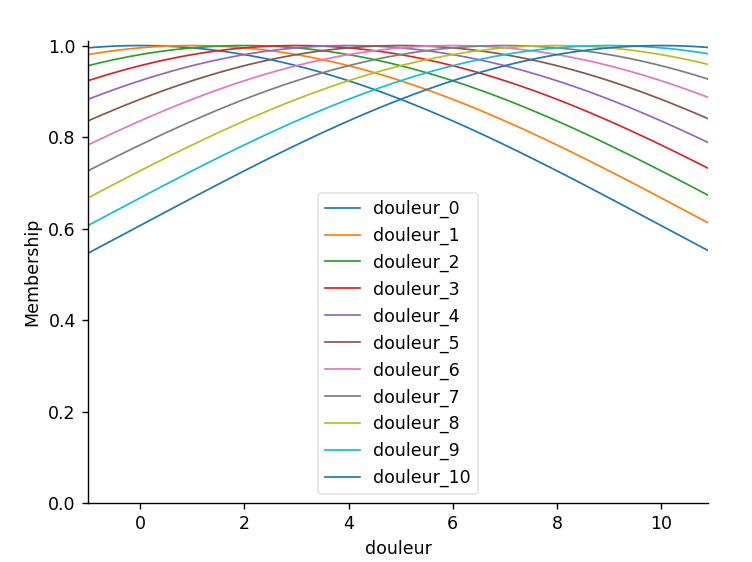 1.0
0.8
0.6
0.4
0.2
0.0
Membership
douleur_0
douleur_1
douleur_2
douleur_3
douleur_4
douleur_5
douleur_6
douleur_7
douleur_8
douleur_9
douleur_10
0 2 4 6 8 10
douleur